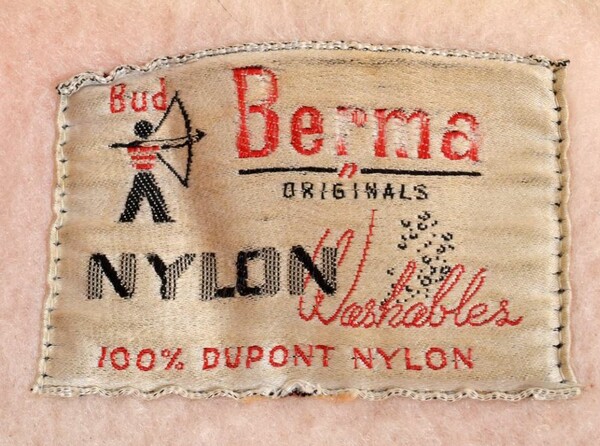 Bud Berma
ORIGINALS
NYLON Washables
100% DUPONT NYLON